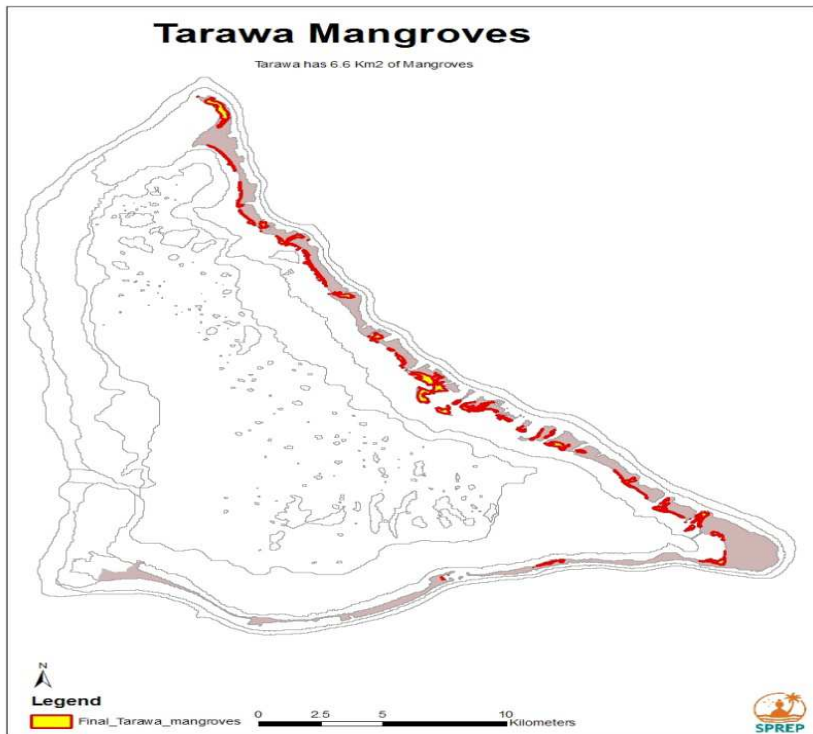 Tarawa Mangroves
Tarawa has 6.6 Km2 of Mangroves
N
Legend
Final_Tarawa_mangroves
0 2.5 5 10
Kilometers
SPREP